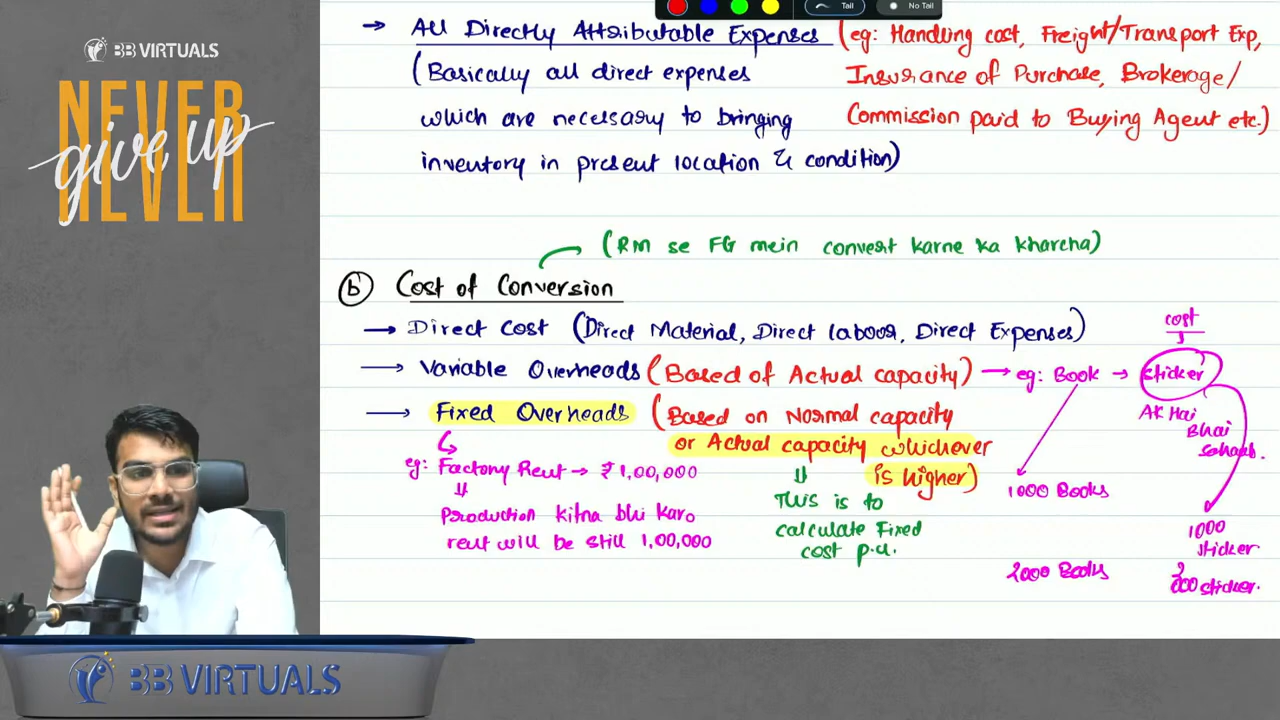 BB VIRTUALS
NEVER
give up
NEVER
Tail
No Tail
→ All Directly Attributable Expenses (eg: Handling cost, Freight/Transport Exp,
(Basically all direct expenses Insurance of Purchase, Brokerage/
which are necessary to bringing Commission paid to Buying Agent etc.)
inventory in present location & condition)
(RM se FG mein convert karne ka kharcha)
(b) Cost of Conversion
→ Direct Cost (Direct Material, Direct labour, Direct Expenses)
→ Variable Overheads (Based of Actual capacity) → eg: Book → sticker
cost
AK Hai
Bhai
Sahab.
→ Fixed Overheads (Based on Normal capacity
or Actual capacity whichever
is higher)
eg: Factory Rent → ₹1,00,000
Production kitna bhi karo
rent will be still 1,00,000
This is to
calculate Fixed
cost p.u.
1000 Books
1000
sticker
2000 Books
sticker.
BB VIRTUALS